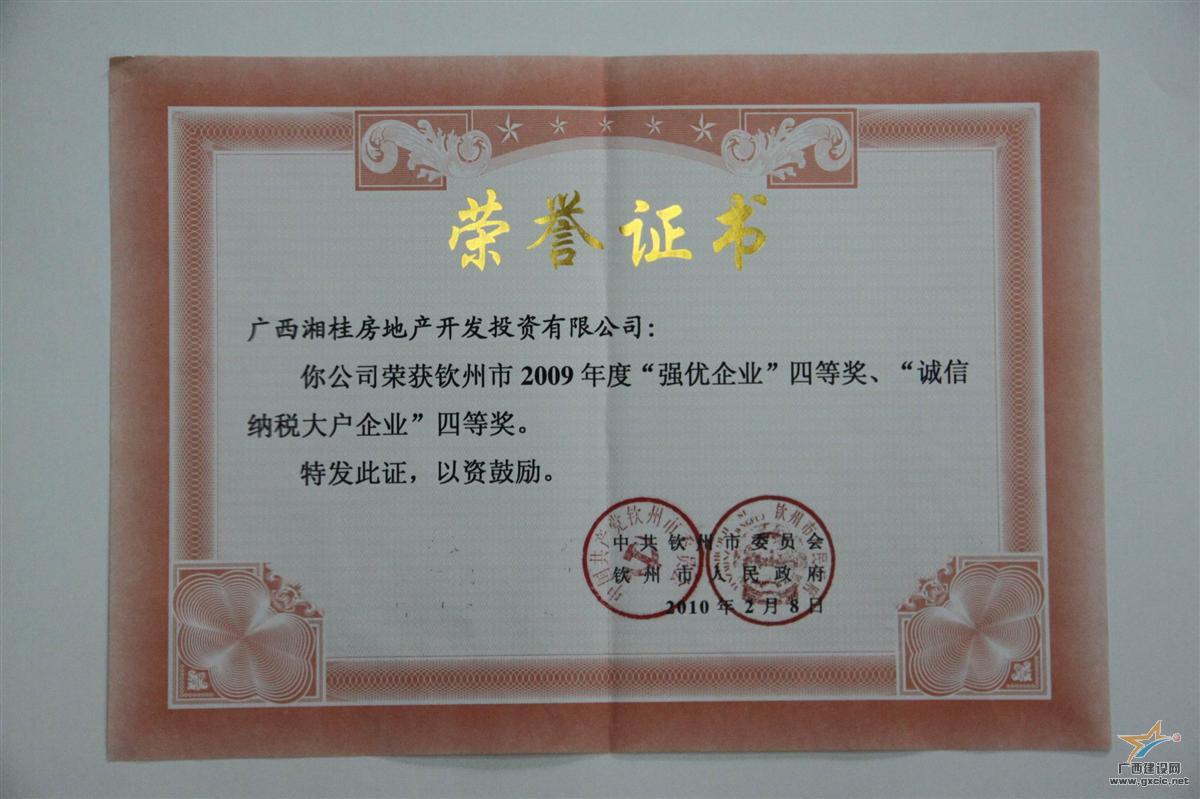 荣誉证书
广西湘桂房地产开发投资有限公司：
你公司荣获钦州市2009年度“强优企业”四等奖、“诚信
纳税大户企业”四等奖。
特发此证，以资鼓励。
中共钦州市委员会
钦州市人民政府
2010年2月8日
广西建设网
www.gxcic.net